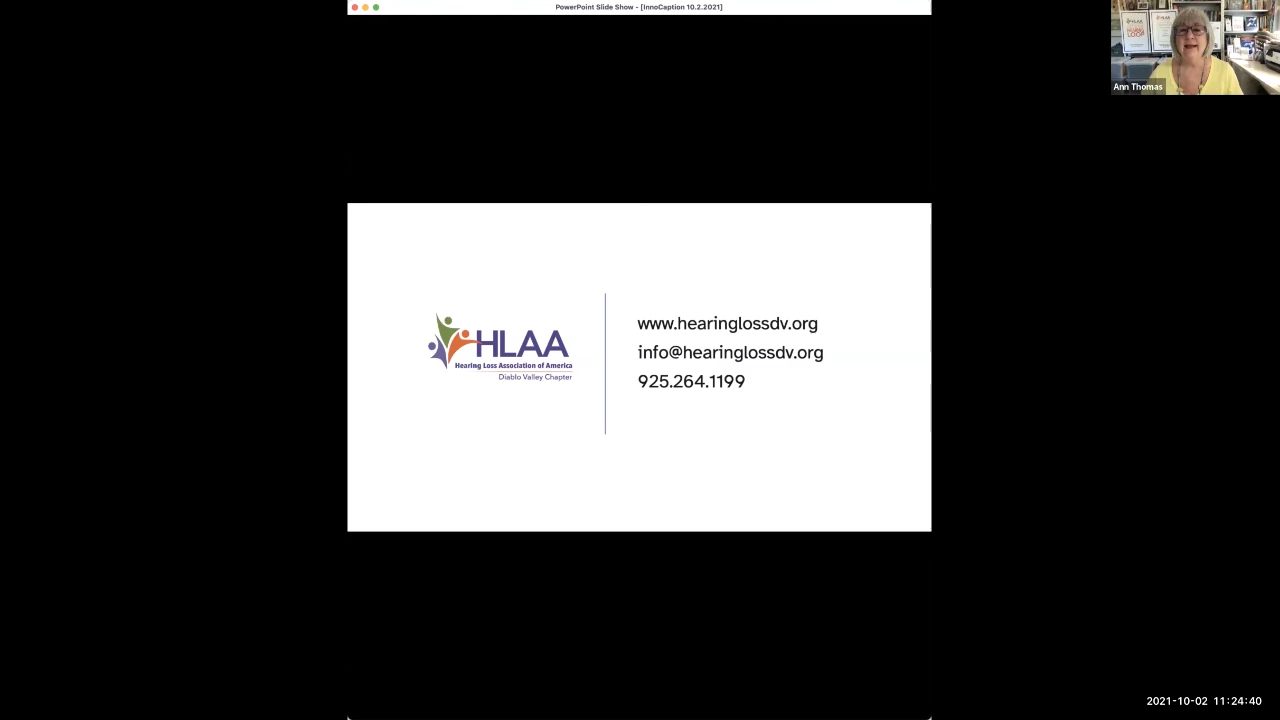 PowerPoint Slide Show - [InnoCaption 10.2.2021]
HLAA
Ann Thomas
www.hearinglossdv.org
info@hearinglossdv.org
925.264.1199
HLAA
Hearing Loss Association of America
Diablo Valley Chapter
2021-10-02 11:24:40